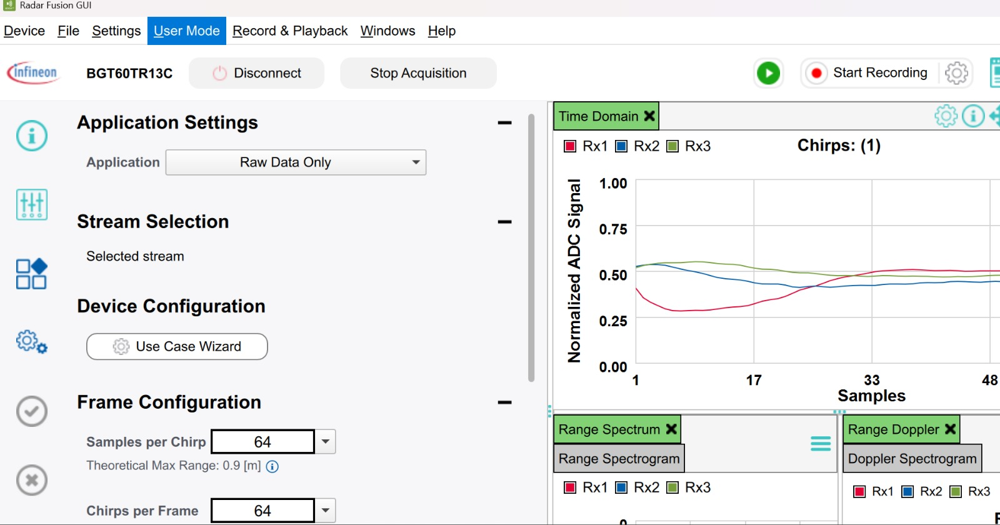 Radar Fusion GUI
Device File Settings User Mode Record & Playback Windows Help
infineon BGT60TR13C Disconnect Stop Acquisition Start Recording
Application Settings
Application Raw Data Only
Stream Selection
Selected stream
Device Configuration
Use Case Wizard
Frame Configuration
Samples per Chirp 64
Theoretical Max Range: 0.9 [m]
Chirps per Frame 64
Time Domain
Rx1 Rx2 Rx3 Chirps: (1)
Normalized ADC Signal
1.00
0.75
0.50
0.25
0.00
1 17 33 48
Samples
Range Spectrum
Range Spectrogram
Rx1 Rx2 Rx3
0
Range Doppler
Doppler Spectrogram
Rx1 Rx2 Rx3